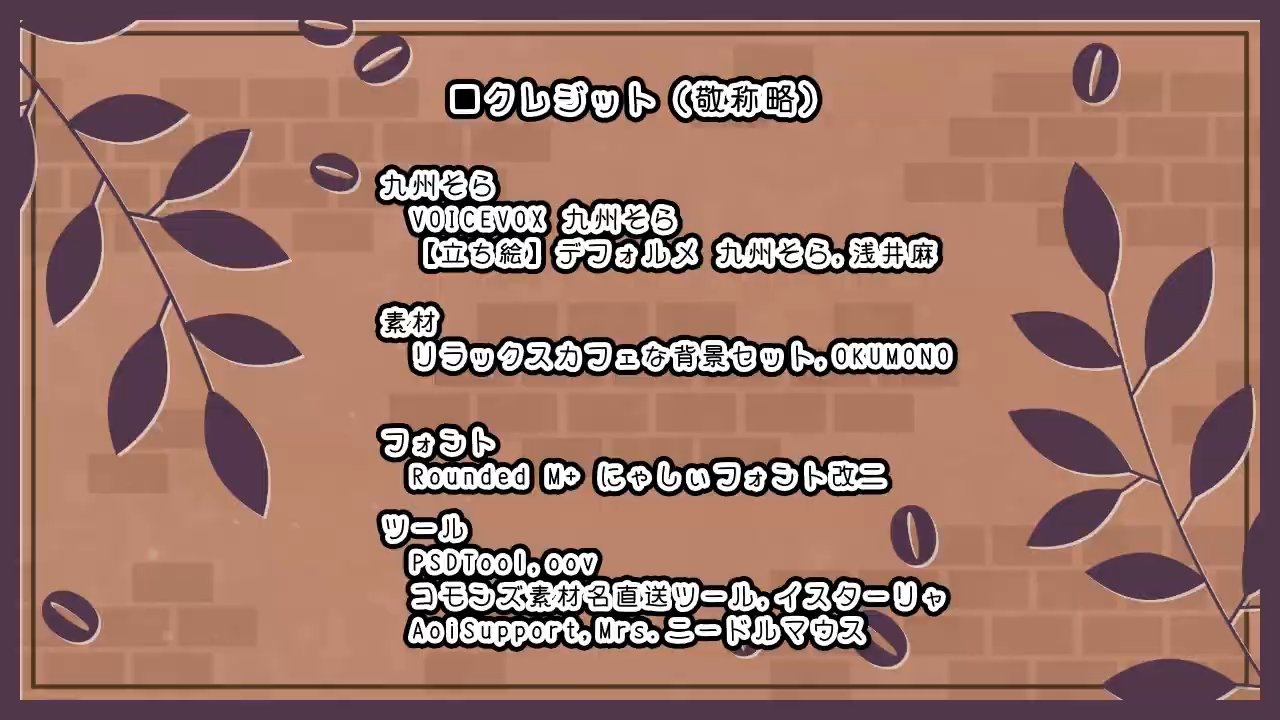 ■クレジット（敬称略）
九州そら
VOICEVOX 九州そら
【立ち絵】デフォルメ 九州そら,浅井麻
素材
リラックスカフェな背景セット,OKUMONO
フォント
Rounded M+ にゃしぃフォント改二
ツール
PSDTool,oov
コモンズ素材名直送ツール,イスターリャ
AoiSupport,Mrs.ニードルマウス